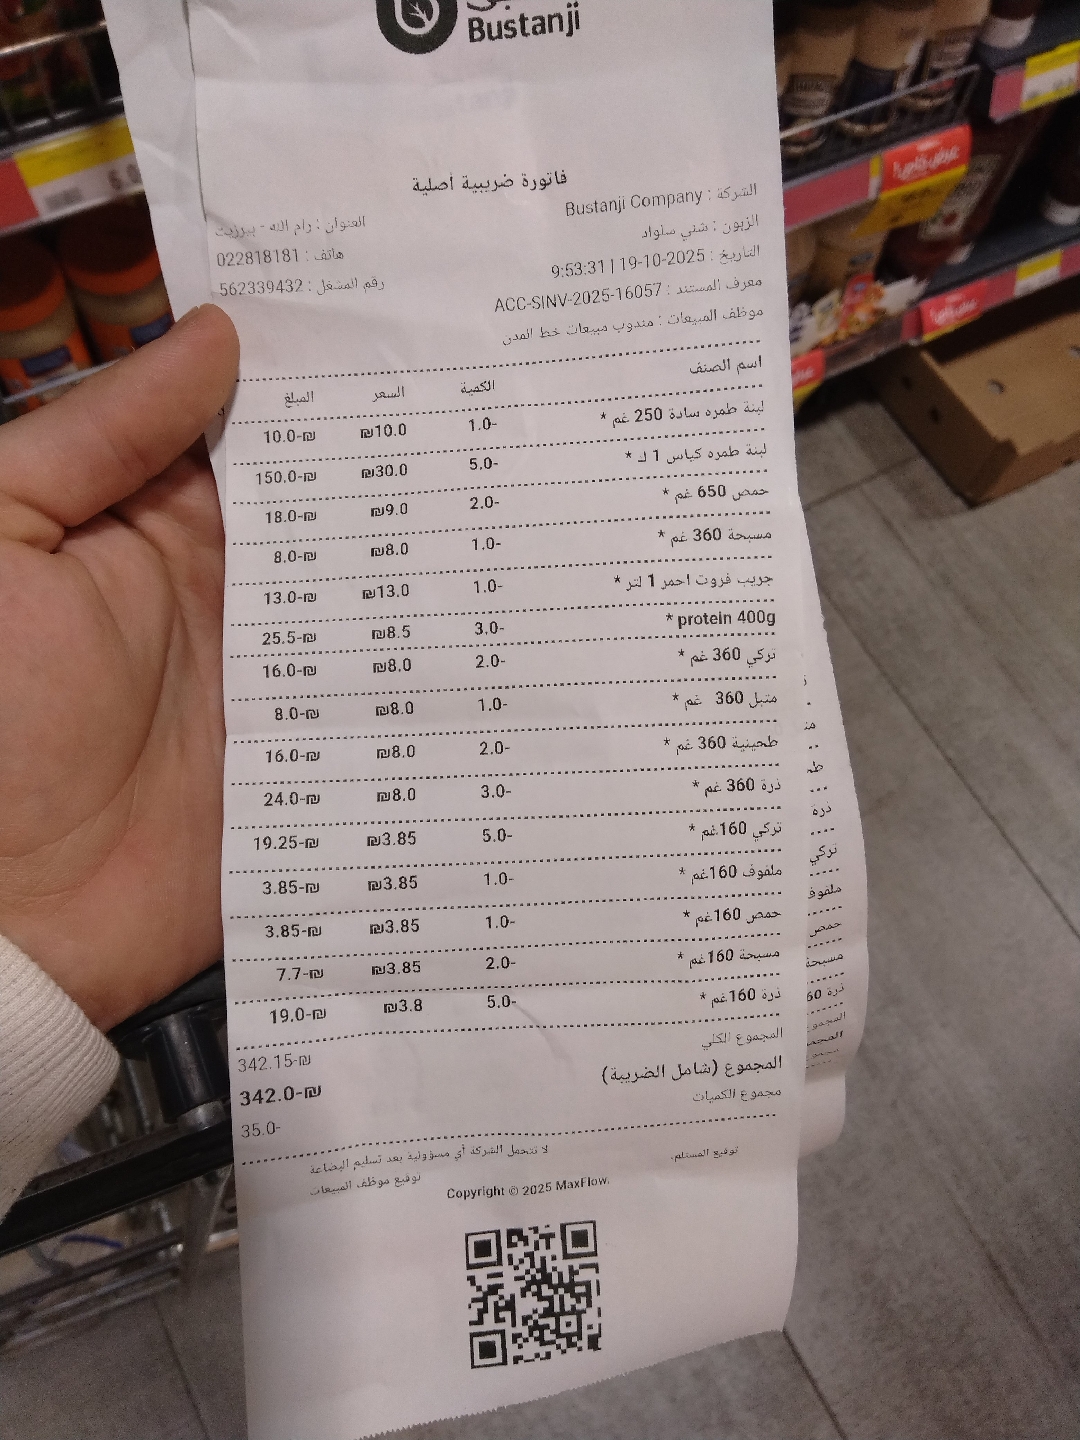 Bustanji
فاتورة ضريبية أصلية
الشركة : Bustanji Company
الزبون : شني سلواد
العنوان : رام الله - بيرزيت
التاريخ : 19-10-2025 | 9:53:31
هاتف : 022818181
معرف المستند : ACC-SINV-2025-16057
رقم المشغل : 562339432
موظف المبيعات : مندوب مبيعات خط المدن
اسم الصنف الكمية السعر المبلغ
لبنة طمره سادة 250 غم * 1.0- ₪10.0 10.0-₪
لبنة طمره كياس 1 ك * 5.0- ₪30.0 150.0-₪
حمص 650 غم * 2.0- ₪9.0 18.0-₪
مسبحة 360 غم * 1.0- ₪8.0 8.0-₪
جريب فروت احمر 1 لتر * 1.0- ₪13.0 13.0-₪
* protein 400g 3.0- ₪8.5 25.5-₪
تركي 360 غم * 2.0- ₪8.0 16.0-₪
متبل 360 غم * 1.0- ₪8.0 8.0-₪
طحينية 360 غم * 2.0- ₪8.0 16.0-₪
ذرة 360 غم * 3.0- ₪8.0 24.0-₪
تركي 160غم * 5.0- ₪3.85 19.25-₪
ملفوف 160غم * 1.0- ₪3.85 3.85-₪
حمص 160غم * 1.0- ₪3.85 3.85-₪
مسبحة 160غم * 2.0- ₪3.85 7.7-₪
ذرة 160غم * 5.0- ₪3.8 19.0-₪
المجموع الكلي 342.15-₪
المجموع (شامل الضريبة) 342.0-₪
مجموع الكميات 35.0-
لا تتحمل الشركة أي مسؤولية بعد تسليم البضاعة
توقيع المستلم.
توقيع موظف المبيعات
Copyright © 2025 MaxFlow.